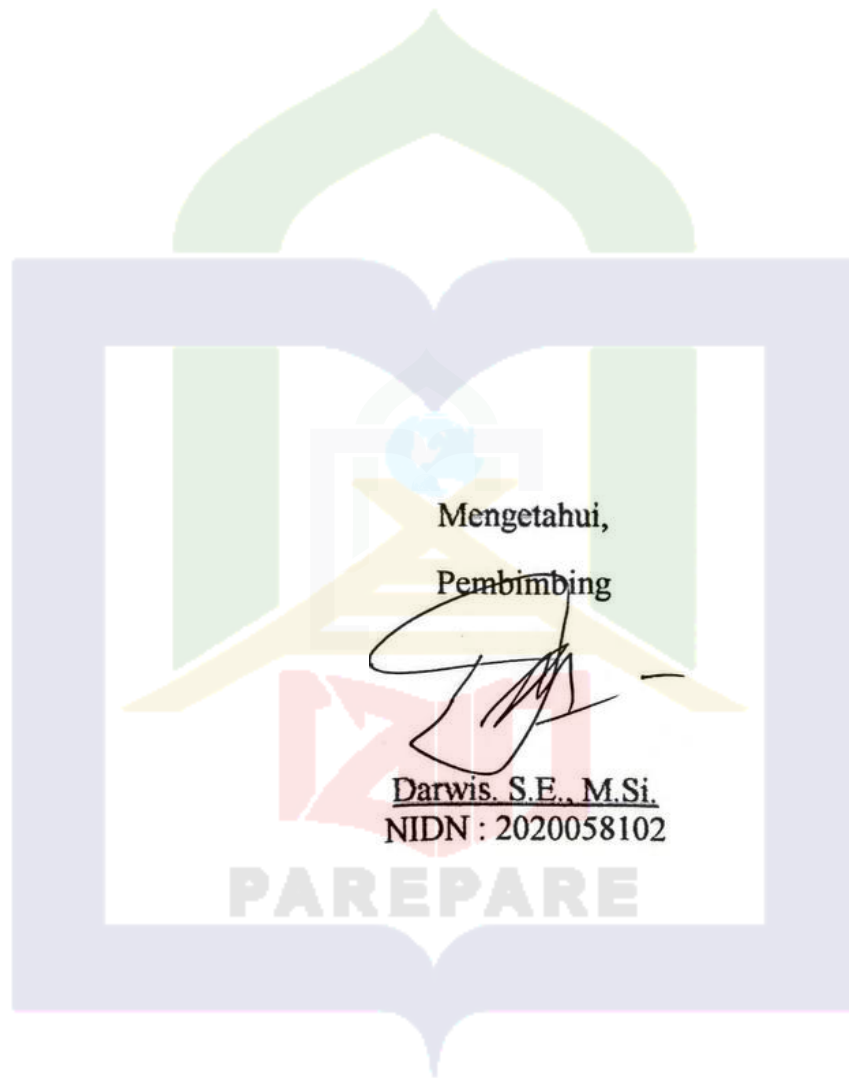 Mengetahui,
Pembimbing
Darwis. S.E., M.Si.
NIDN : 2020058102
PAREPARE